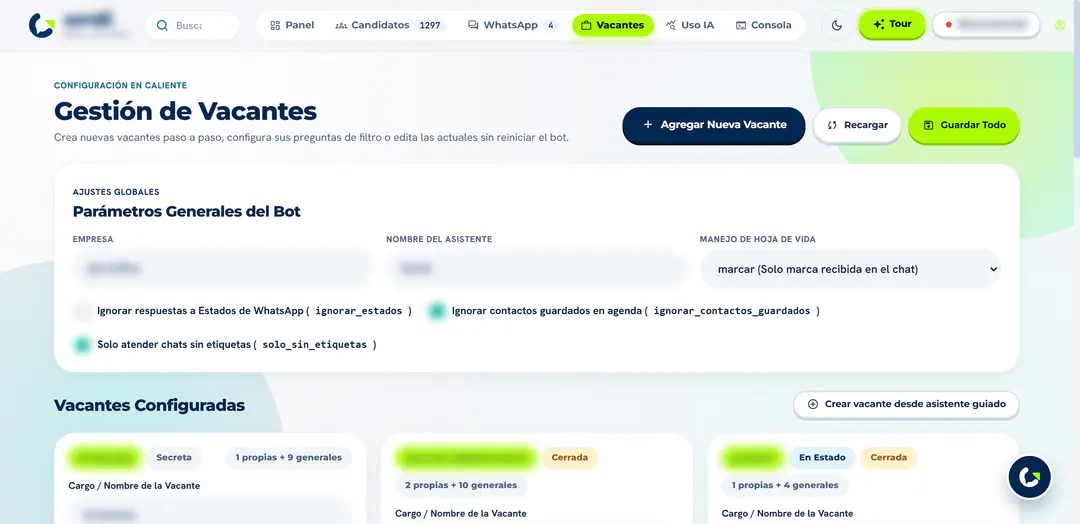 Busca
Panel
Candidatos 1297
WhatsApp 4
Vacantes
Uso IA
Consola
Tour
CONFIGURACIÓN EN CALIENTE
Gestión de Vacantes
Crea nuevas vacantes paso a paso, configura sus preguntas de filtro o edita las actuales sin reiniciar el bot.
+ Agregar Nueva Vacante
Recargar
Guardar Todo
AJUSTES GLOBALES
Parámetros Generales del Bot
EMPRESA
NOMBRE DEL ASISTENTE
MANEJO DE HOJA DE VIDA
marcar (Solo marca recibida en el chat)
Ignorar respuestas a Estados de WhatsApp ( ignorar_estados )
Ignorar contactos guardados en agenda ( ignorar_contactos_guardados )
Solo atender chats sin etiquetas ( solo_sin_etiquetas )
Vacantes Configuradas
Crear vacante desde asistente guiado
Secreta
1 propias + 9 generales
Cargo / Nombre de la Vacante
Cerrada
2 propias + 10 generales
Cargo / Nombre de la Vacante
En Estado
Cerrada
1 propias + 4 generales
Cargo / Nombre de la Vacante